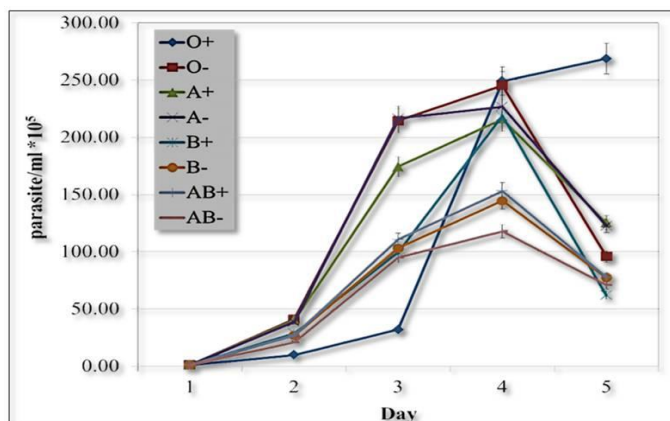 300.00
250.00
200.00
150.00
100.00
50.00
0.00
parasite/ml *10⁵
O+
O-
A+
A-
B+
B-
AB+
AB-
1 2 3 4 5
Day